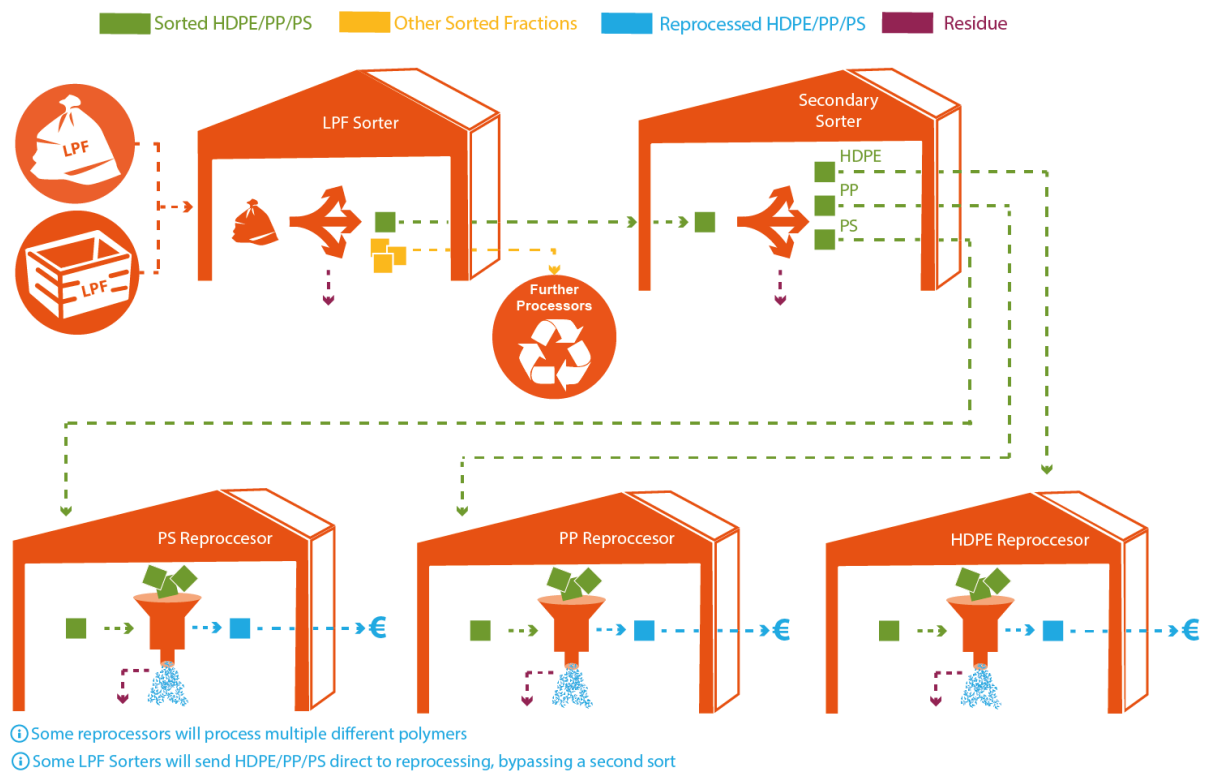 Sorted HDPE/PP/PS
Other Sorted Fractions
Reprocessed HDPE/PP/PS
Residue
LPF
LPF
LPF Sorter
Further
Processors
Secondary
Sorter
HDPE
PP
PS
PS Reproccesor
€
PP Reproccesor
€
HDPE Reproccesor
€
i Some reprocessors will process multiple different polymers
i Some LPF Sorters will send HDPE/PP/PS direct to reprocessing, bypassing a second sort